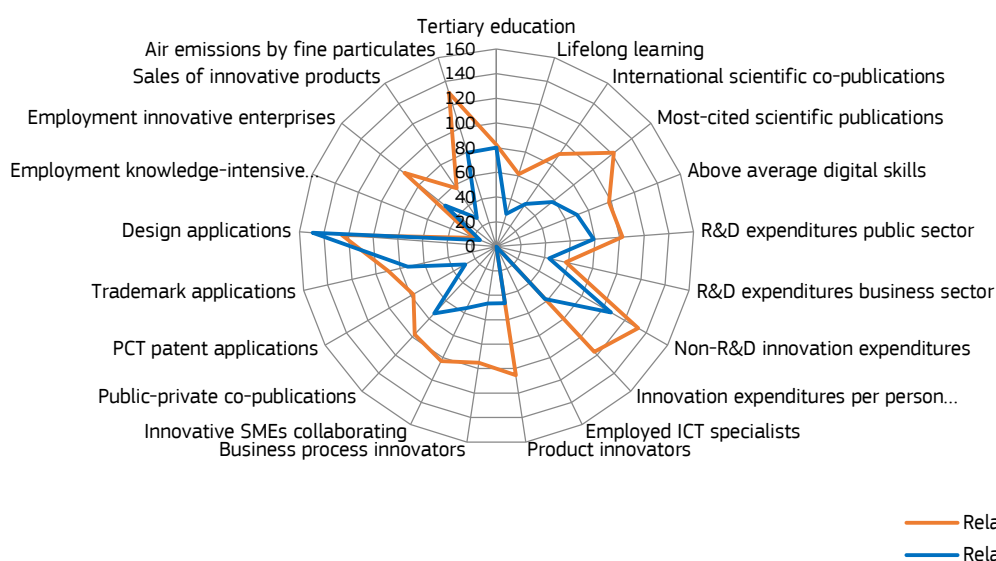 Tertiary education
Lifelong learning
International scientific co-publications
Most-cited scientific publications
Above average digital skills
R&D expenditures public sector
R&D expenditures business sector
Non-R&D innovation expenditures
Innovation expenditures per person...
Employed ICT specialists
Product innovators
Business process innovators
Innovative SMEs collaborating
Public-private co-publications
PCT patent applications
Trademark applications
Design applications
Employment knowledge-intensive...
Employment innovative enterprises
Sales of innovative products
Air emissions by fine particulates
160
140
120
100
80
60
40
20
0
Rela
Rela